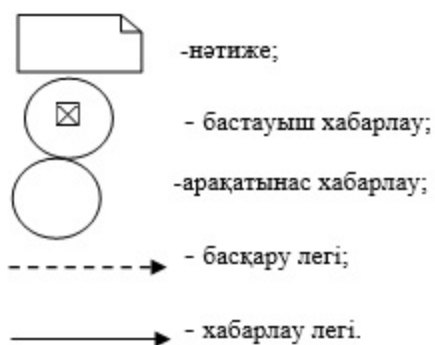 -нәтиже;
- бастауыш хабарлау;
-арақатынас хабарлау;
- басқару легі;
- хабарлау легі.